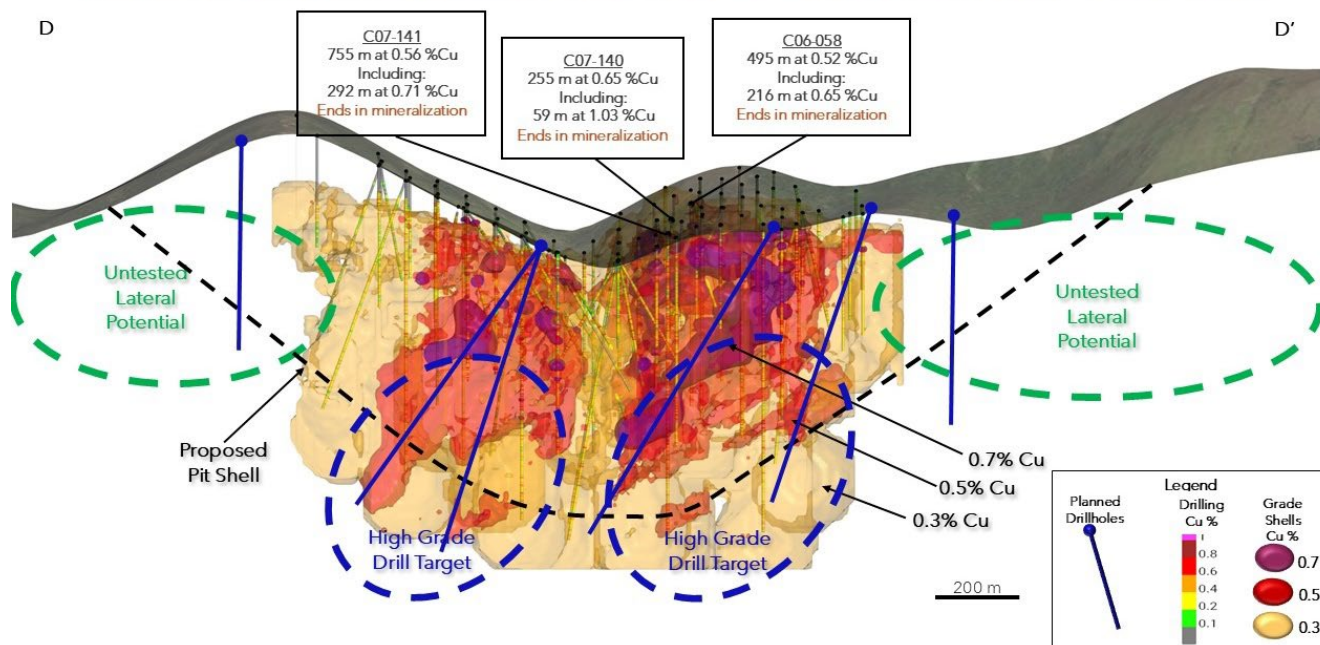 D
D'
C07-141
755 m at 0.56 %Cu
Including:
292 m at 0.71 %Cu
Ends in mineralization
C07-140
255 m at 0.65 %Cu
Including:
59 m at 1.03 %Cu
Ends in mineralization
C06-058
495 m at 0.52 %Cu
Including:
216 m at 0.65 %Cu
Ends in mineralization
Untested
Lateral
Potential
Untested
Lateral
Potential
Proposed
Pit Shell
High Grade
Drill Target
High Grade
Drill Target
0.7% Cu
0.5% Cu
0.3% Cu
200 m
Legend
Planned
Drillholes
Drilling
Cu %
1
0.8
0.6
0.4
0.2
0.1
Grade
Shells
Cu %
0.7
0.5
0.3